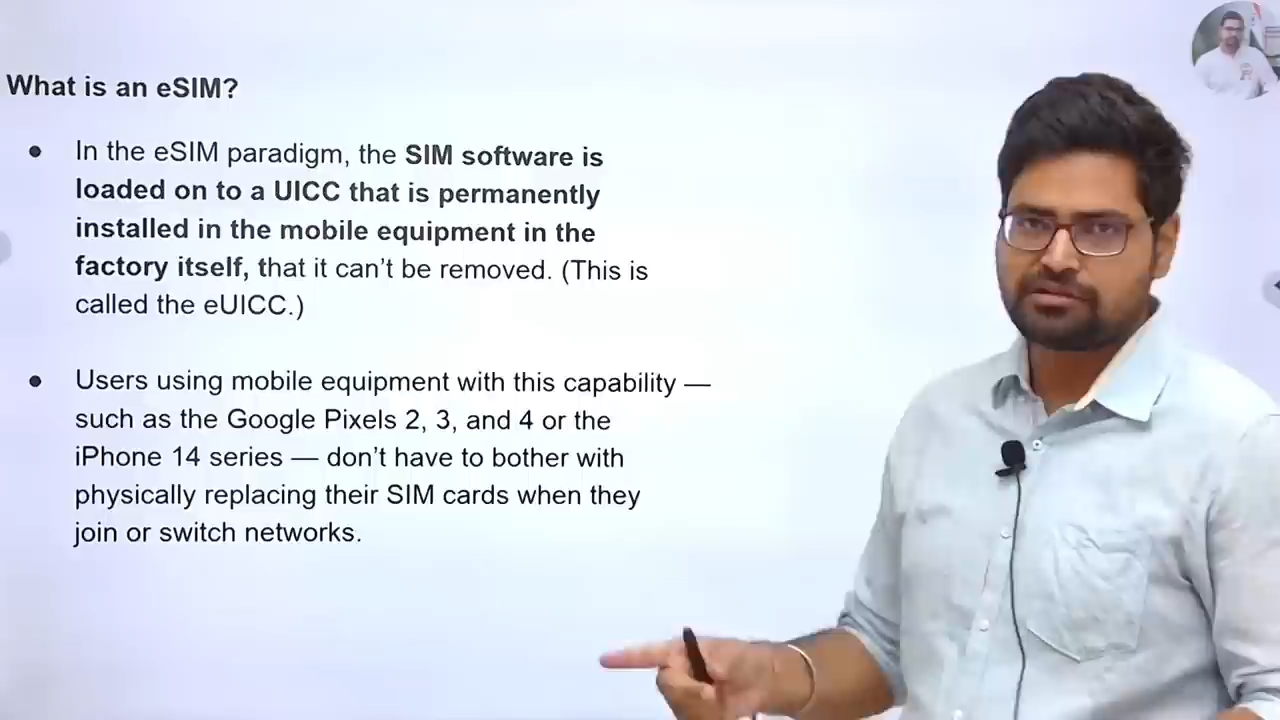 What is an eSIM?
● In the eSIM paradigm, the SIM software is
loaded on to a UICC that is permanently
installed in the mobile equipment in the
factory itself, that it can't be removed. (This is
called the eUICC.)
● Users using mobile equipment with this capability —
such as the Google Pixels 2, 3, and 4 or the
iPhone 14 series — don't have to bother with
physically replacing their SIM cards when they
join or switch networks.